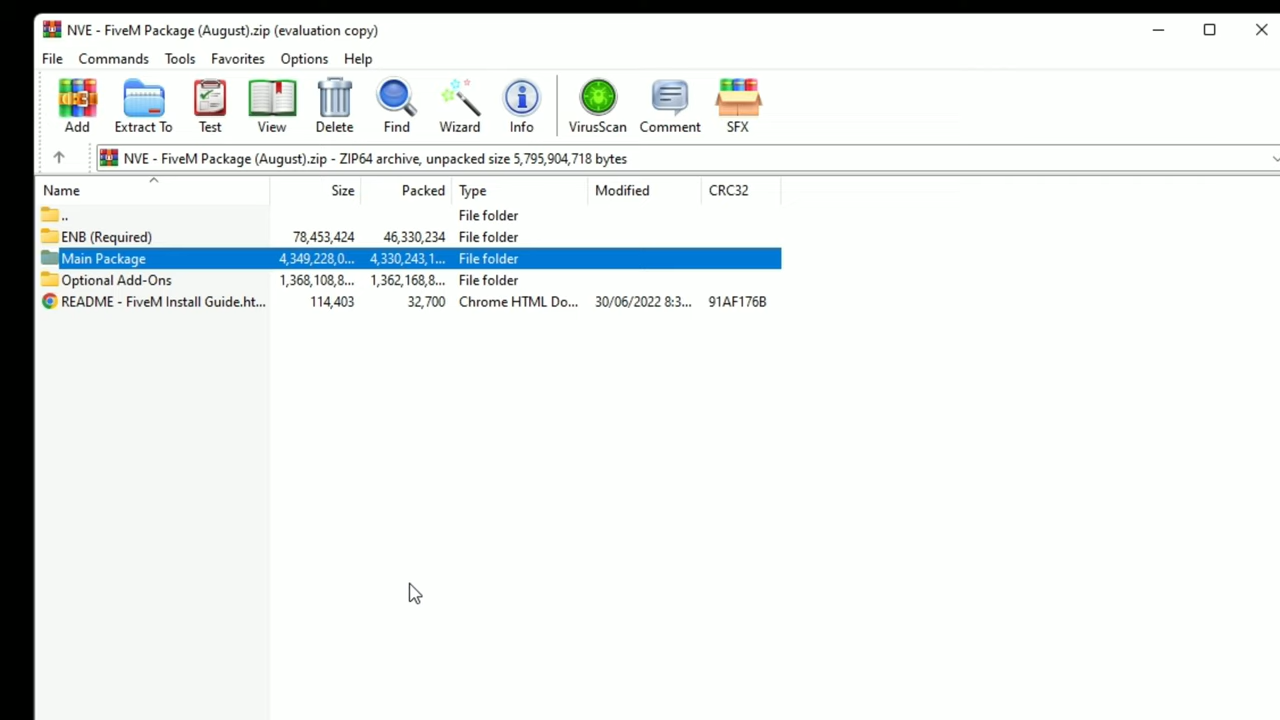 NVE - FiveM Package (August).zip (evaluation copy)
File Commands Tools Favorites Options Help
Add Extract To Test View Delete Find Wizard Info VirusScan Comment SFX
NVE - FiveM Package (August).zip - ZIP64 archive, unpacked size 5,795,904,718 bytes
Name Size Packed Type Modified CRC32
.. File folder
ENB (Required) 78,453,424 46,330,234 File folder
Main Package 4,349,228,0... 4,330,243,1... File folder
Optional Add-Ons 1,368,108,8... 1,362,168,8... File folder
README - FiveM Install Guide.ht... 114,403 32,700 Chrome HTML Do... 30/06/2022 8:3... 91AF176B